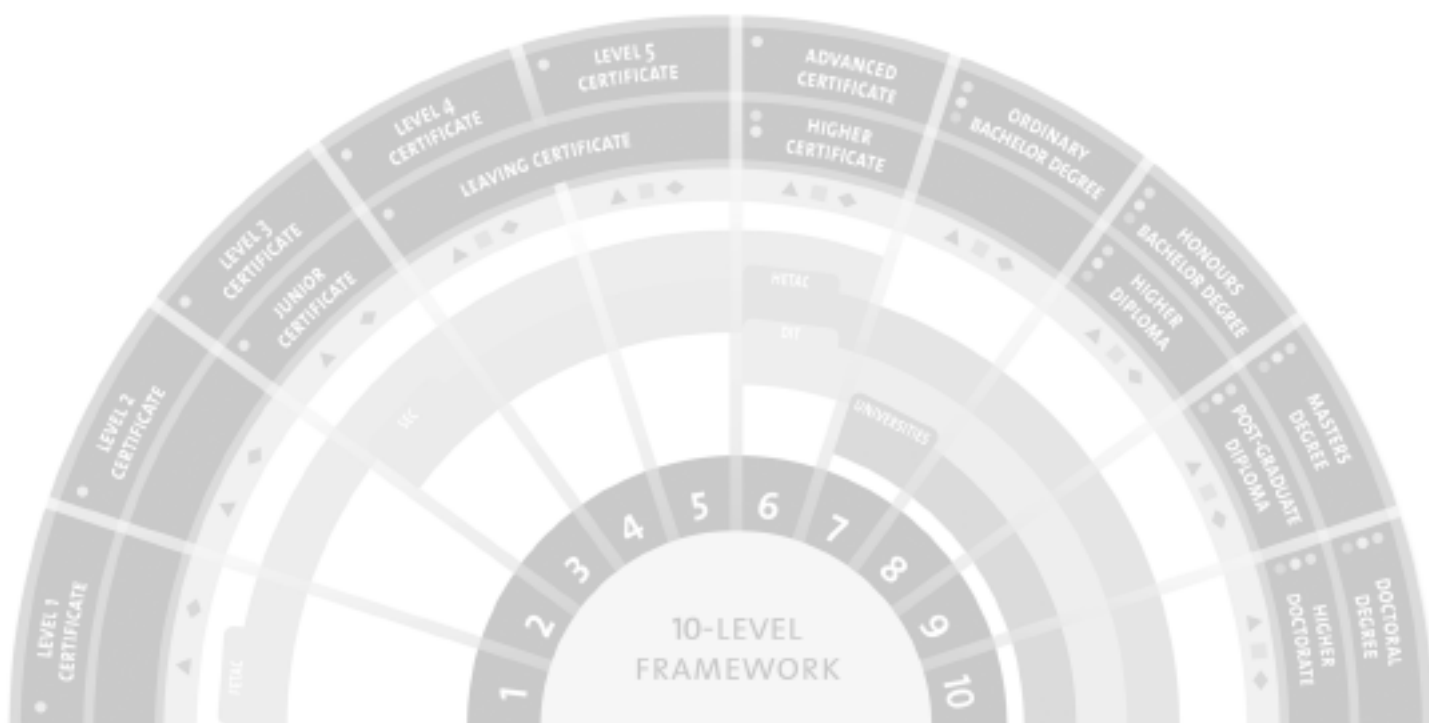 LEVEL 1
CERTIFICATE
LEVEL 2
CERTIFICATE
LEVEL 3
CERTIFICATE
JUNIOR
CERTIFICATE
LEVEL 4
CERTIFICATE
LEVEL 5
CERTIFICATE
LEAVING CERTIFICATE
ADVANCED
CERTIFICATE
HIGHER
CERTIFICATE
ORDINARY
BACHELOR DEGREE
HONOURS
BACHELOR DEGREE
HIGHER
DIPLOMA
MASTERS
DEGREE
POST-GRADUATE
DIPLOMA
DOCTORAL
DEGREE
HIGHER
DOCTORATE
FETAC
SEC
HETAC
DIT
UNIVERSITIES
1
2
3
4
5
6
7
8
9
10
10-LEVEL
FRAMEWORK